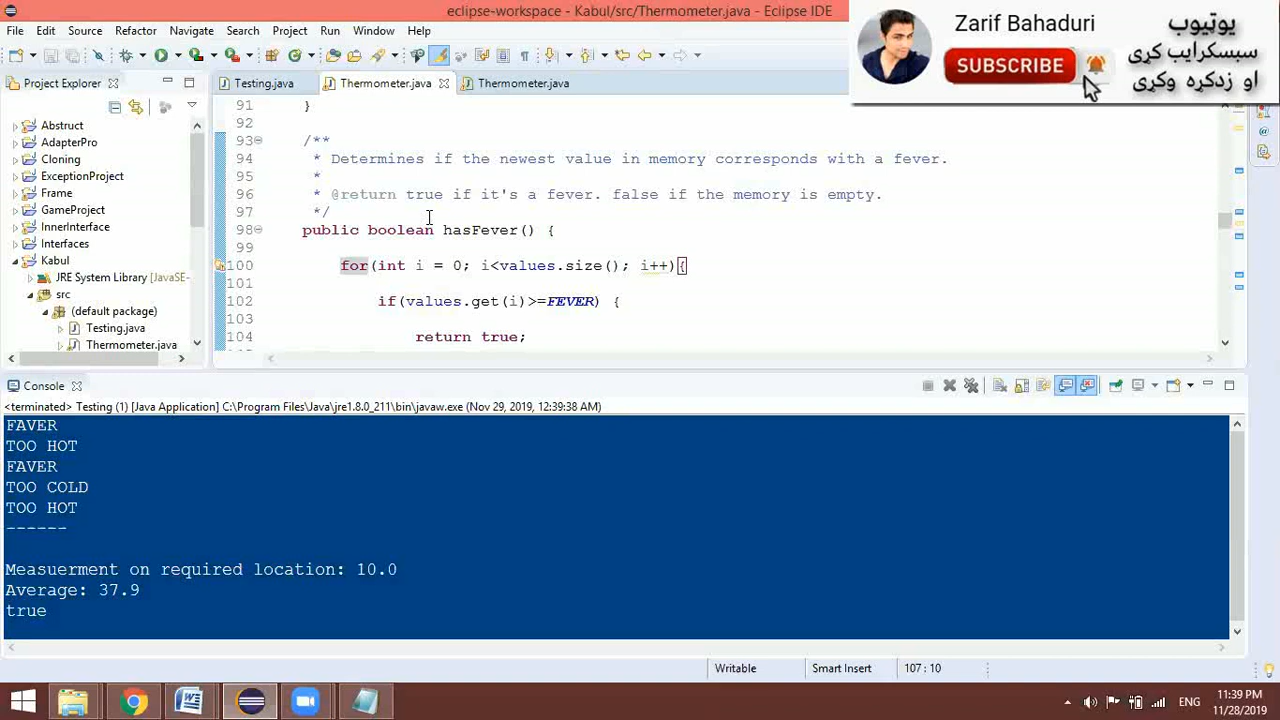 eclipse-workspace - Kabul/src/Thermometer.java - Eclipse IDE
File Edit Source Refactor Navigate Search Project Run Window Help
Zarif Bahaduri
SUBSCRIBE
یوټیوب
سبسکرایب کړی
او زدکړه وکړی
Project Explorer
Testing.java
Thermometer.java
Thermometer.java
Abstruct
AdapterPro
Cloning
ExceptionProject
Frame
GameProject
InnerInterface
Interfaces
Kabul
JRE System Library [JavaSE-
src
(default package)
Testing.java
Thermometer.java
91 }
92
93 /**
94 * Determines if the newest value in memory corresponds with a fever.
95 *
96 * @return true if it's a fever. false if the memory is empty.
97 */
98 public boolean hasFever() {
99
100 for(int i = 0; i<values.size(); i++){
101
102 if(values.get(i)>=FEVER) {
103
104 return true;
Console
<terminated> Testing (1) [Java Application] C:\Program Files\Java\jre1.8.0_211\bin\javaw.exe (Nov 29, 2019, 12:39:38 AM)
FAVER
TOO HOT
FAVER
TOO COLD
TOO HOT
------
Measuerment on required location: 10.0
Average: 37.9
true
Writable
Smart Insert
107 : 10
ENG
11:39 PM
11/28/2019